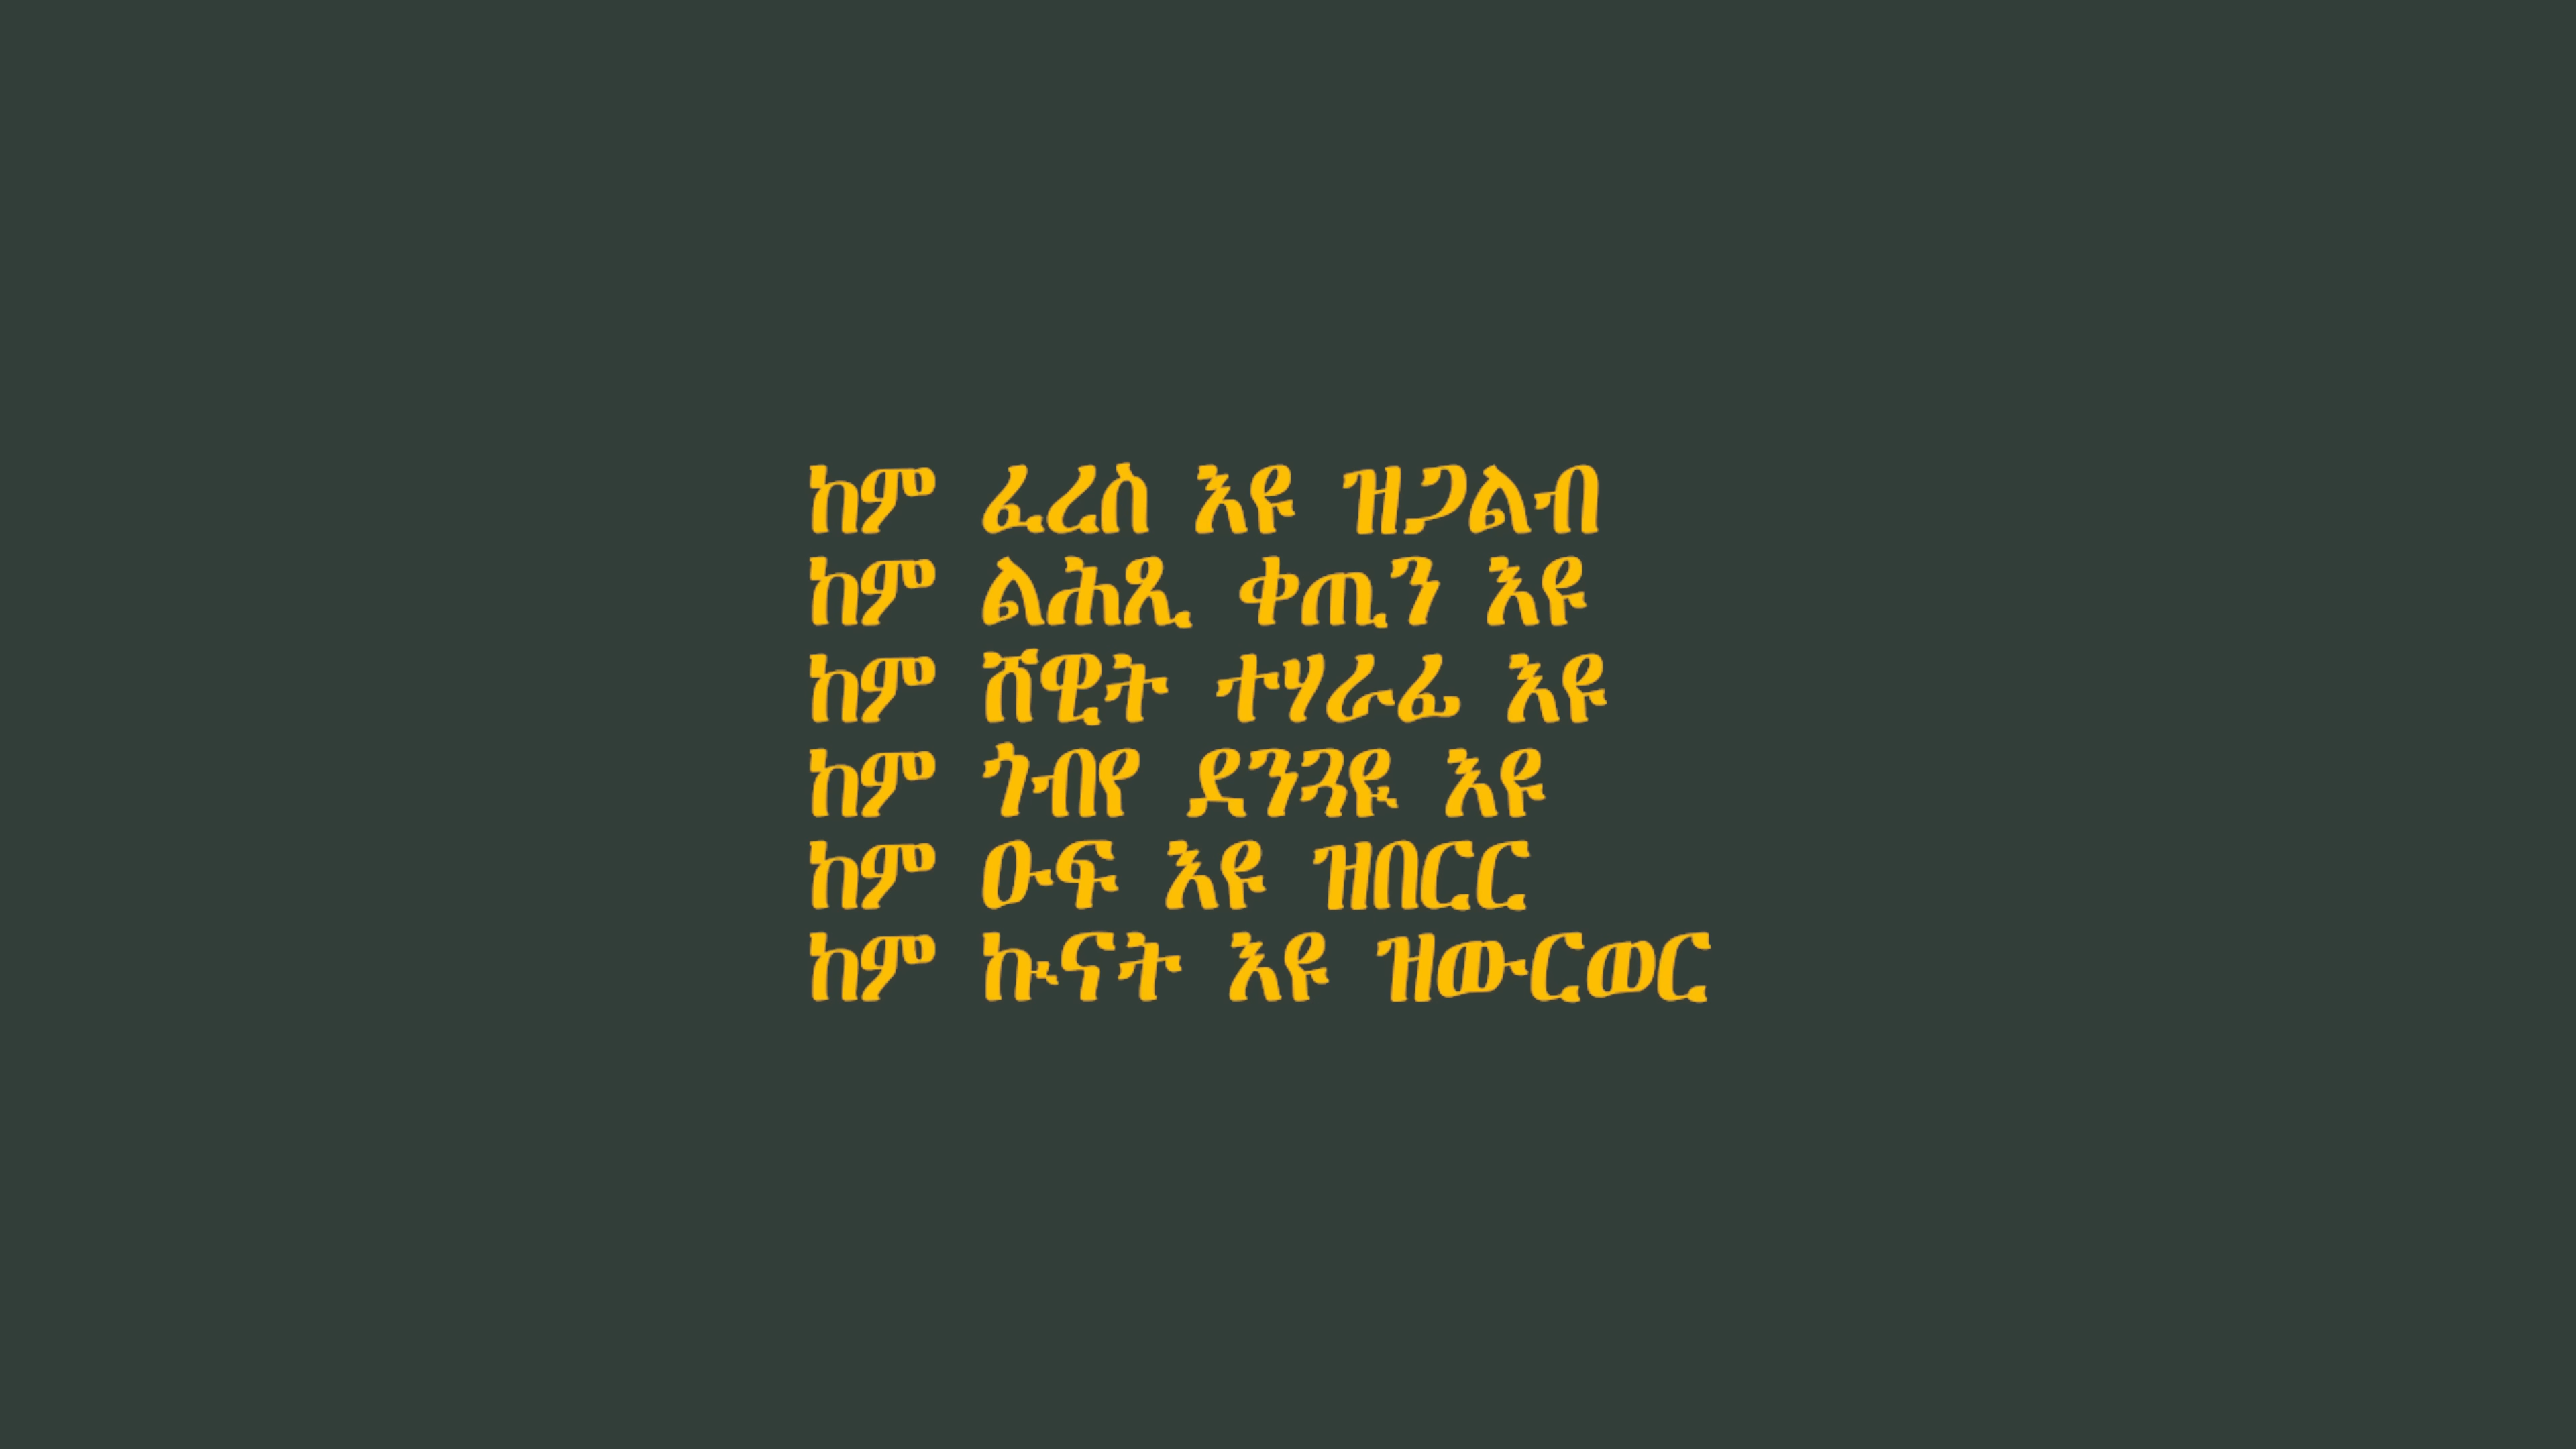 ከም ፈረስ እዩ ዝጋልብ
ከም ልሕጺ ቀጢን እዩ
ከም ሸዊት ተሃራፊ እዩ
ከም ጎብየ ደንጓዪ እዩ
ከም ዑፍ እዩ ዝበርር
ከም ኲናት እዩ ዝውርወር